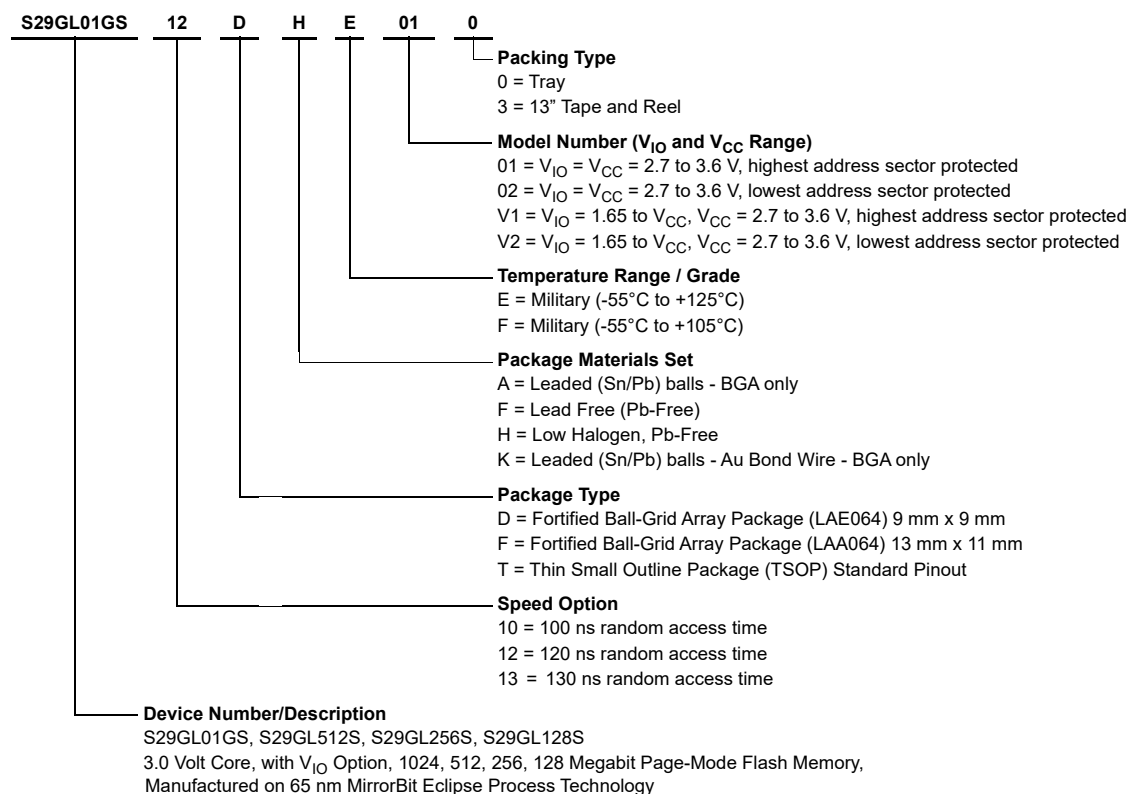 S29GL01GS 12 D H E 01 0
Packing Type
0 = Tray
3 = 13” Tape and Reel
Model Number (VIO and VCC Range)
01 = VIO = VCC = 2.7 to 3.6 V, highest address sector protected
02 = VIO = VCC = 2.7 to 3.6 V, lowest address sector protected
V1 = VIO = 1.65 to VCC, VCC = 2.7 to 3.6 V, highest address sector protected
V2 = VIO = 1.65 to VCC, VCC = 2.7 to 3.6 V, lowest address sector protected
Temperature Range / Grade
E = Military (-55°C to +125°C)
F = Military (-55°C to +105°C)
Package Materials Set
A = Leaded (Sn/Pb) balls - BGA only
F = Lead Free (Pb-Free)
H = Low Halogen, Pb-Free
K = Leaded (Sn/Pb) balls - Au Bond Wire - BGA only
Package Type
D = Fortified Ball-Grid Array Package (LAE064) 9 mm x 9 mm
F = Fortified Ball-Grid Array Package (LAA064) 13 mm x 11 mm
T = Thin Small Outline Package (TSOP) Standard Pinout
Speed Option
10 = 100 ns random access time
12 = 120 ns random access time
13 = 130 ns random access time
Device Number/Description
S29GL01GS, S29GL512S, S29GL256S, S29GL128S
3.0 Volt Core, with VIO Option, 1024, 512, 256, 128 Megabit Page-Mode Flash Memory,
Manufactured on 65 nm MirrorBit Eclipse Process Technology